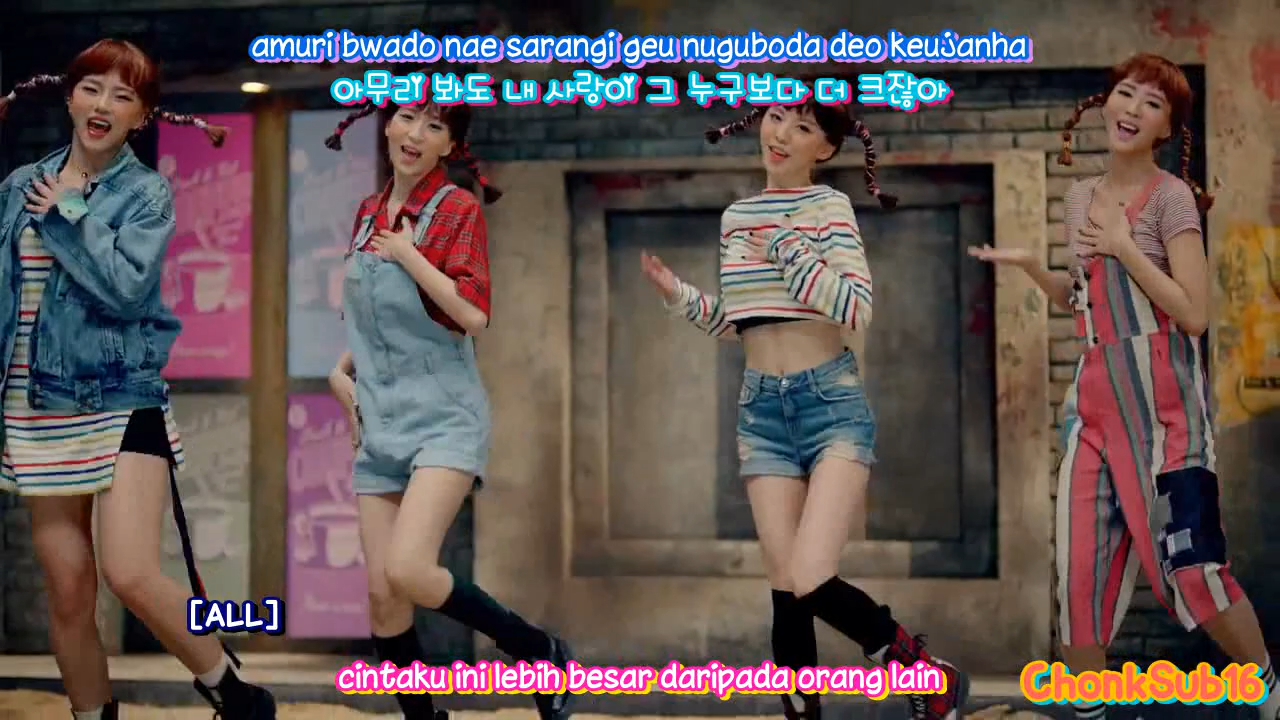 amuri bwado nae sarangi geu nuguboda deo keujanha
아무리 봐도 내 사랑이 그 누구보다 더 크잖아
[ALL]
cintaku ini lebih besar daripada orang lain
ChonkSub16